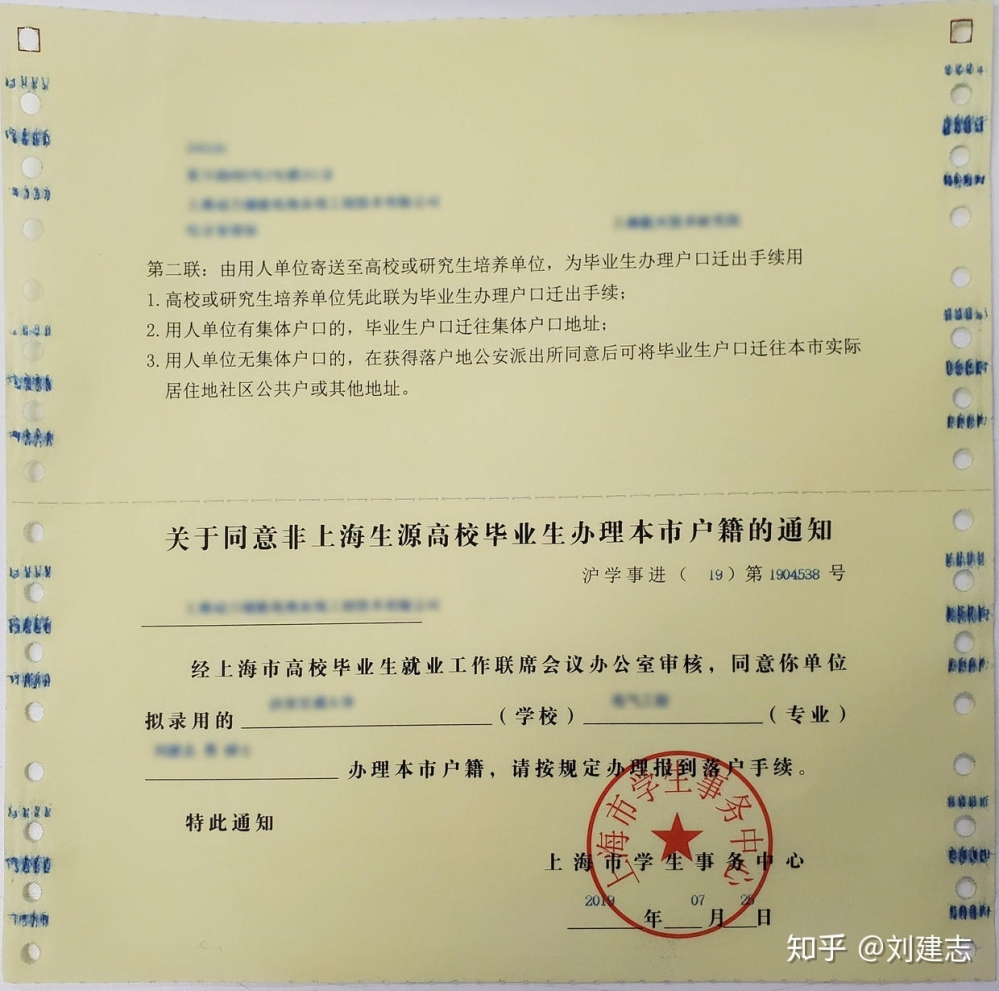 第二联：由用人单位寄送至高校或研究生培养单位，为毕业生办理户口迁出手续用
1.高校或研究生培养单位凭此联为毕业生办理户口迁出手续；
2.用人单位有集体户口的，毕业生户口迁往集体户口地址；
3.用人单位无集体户口的，在获得落户地公安派出所同意后可将毕业生户口迁往本市实际
居住地社区公共户或其他地址。
关于同意非上海生源高校毕业生办理本市户籍的通知
沪学事进（ 19）第 1904538 号
经上海市高校毕业生就业工作联席会议办公室审核，同意你单位
拟录用的（学校）（专业）
办理本市户籍，请按规定办理报到落户手续。
特此通知
上海市学生事务中心
上海市学生事务中心
2019年07月26日
知乎 @刘建志